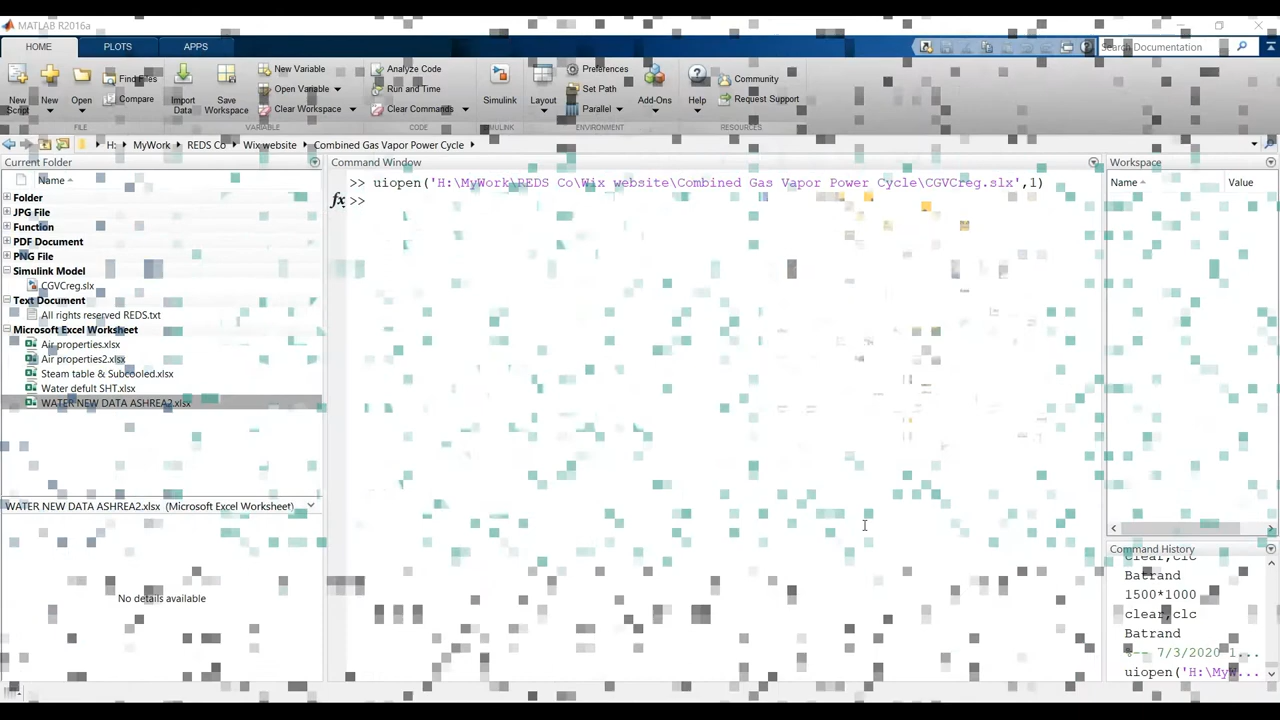 MATLAB R2016a
HOME PLOTS APPS
Search Documentation
New Script
New
Open
Find Files
Compare
Import Data
Save Workspace
New Variable
Open Variable
Clear Workspace
Analyze Code
Run and Time
Clear Commands
Simulink
Layout
Preferences
Set Path
Parallel
Add-Ons
Help
Community
Request Support
FILE VARIABLE CODE SIMULINK ENVIRONMENT RESOURCES
H: MyWork REDS Co Wix website Combined Gas Vapor Power Cycle
Current Folder
Name
Folder
JPG File
Function
PDF Document
PNG File
Simulink Model
CGVCreg.slx
Text Document
All rights reserved REDS.txt
Microsoft Excel Worksheet
Air properties.xlsx
Air properties2.xlsx
Steam table & Subcooled.xlsx
Water defult SHT.xlsx
WATER NEW DATA ASHREA2.xlsx
WATER NEW DATA ASHREA2.xlsx (Microsoft Excel Worksheet)
No details available
Command Window
>> uiopen('H:\MyWork\REDS Co\Wix website\Combined Gas Vapor Power Cycle\CGVCreg.slx',1)
fx >>
Workspace
Name Value
Command History
clear,clc
Batrand
1500*1000
clear,clc
Batrand
%-- 7/3/2020 1...
uiopen('H:\MyW...